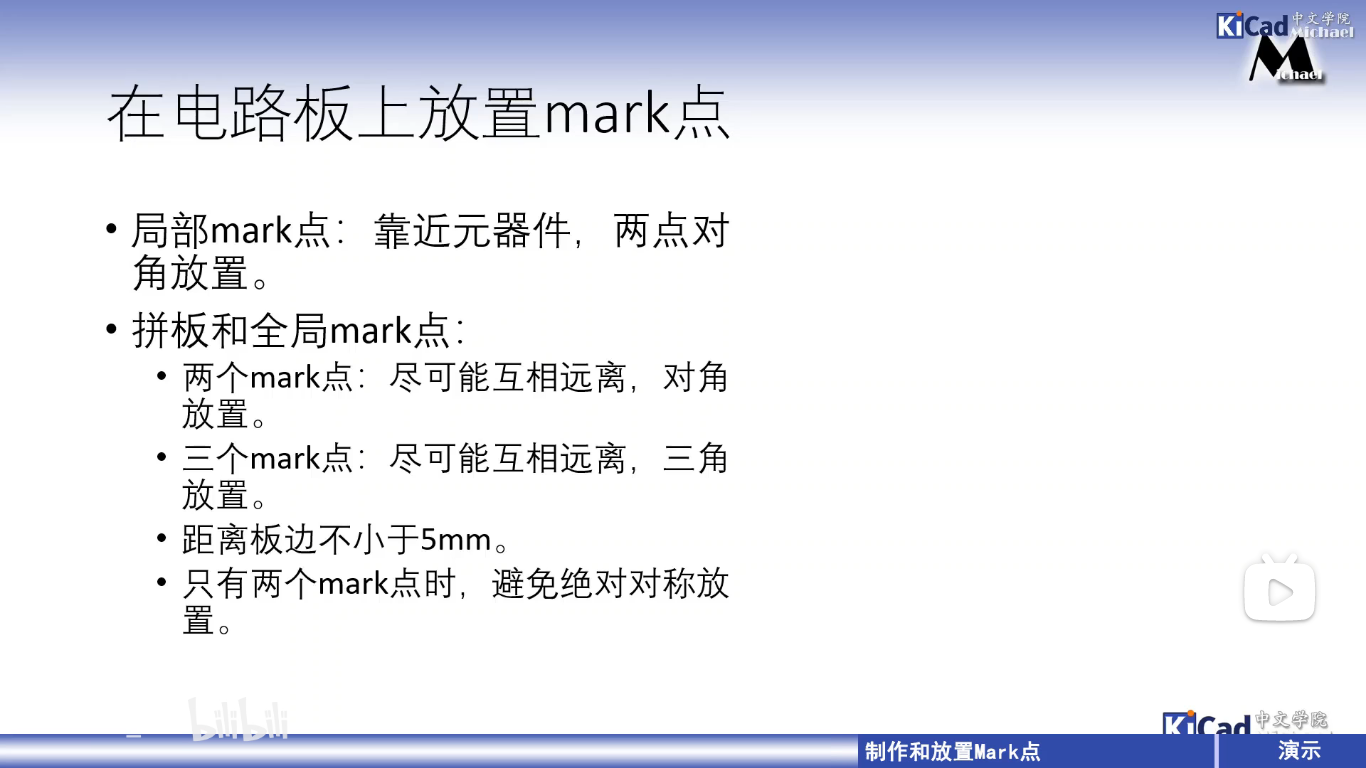 KiCad 中文学院
Michael
Michael
在电路板上放置mark点
• 局部mark点：靠近元器件，两点对
角放置。
• 拼板和全局mark点：
• 两个mark点：尽可能互相远离，对角
放置。
• 三个mark点：尽可能互相远离，三角
放置。
• 距离板边不小于5mm。
• 只有两个mark点时，避免绝对对称放
置。
bilibili
KiCad 中文学院
制作和放置Mark点
演示